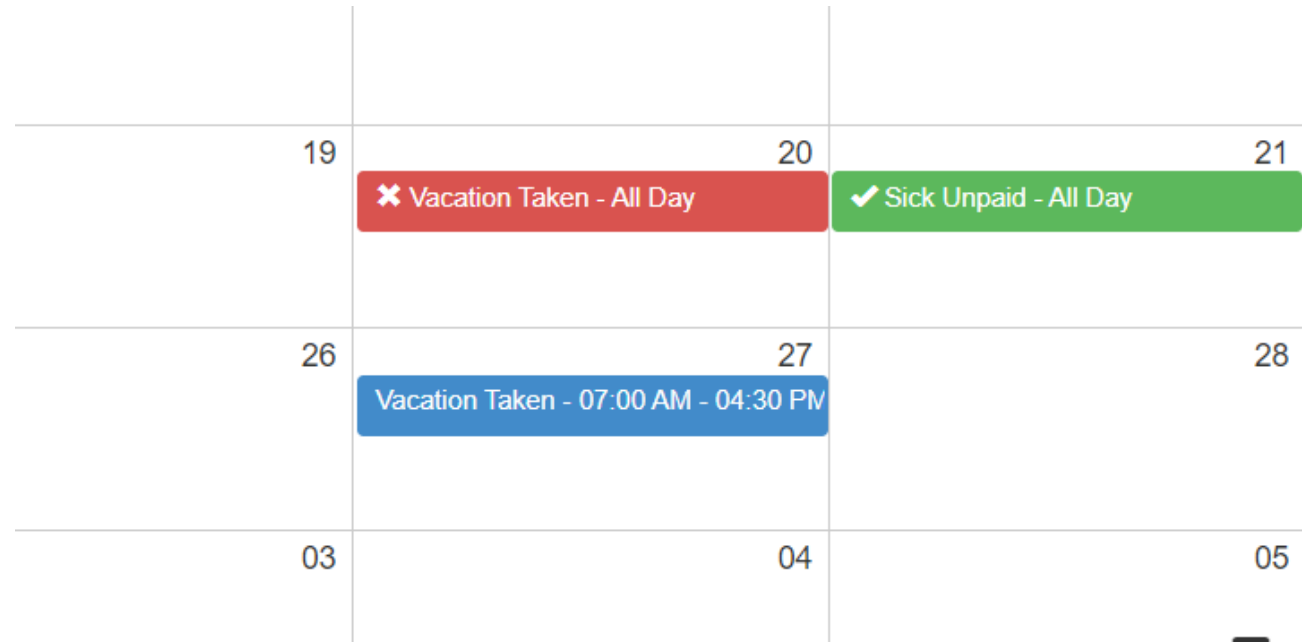 19 20 21
✖ Vacation Taken - All Day ✔ Sick Unpaid - All Day
26 27 28
Vacation Taken - 07:00 AM - 04:30 PM
03 04 05